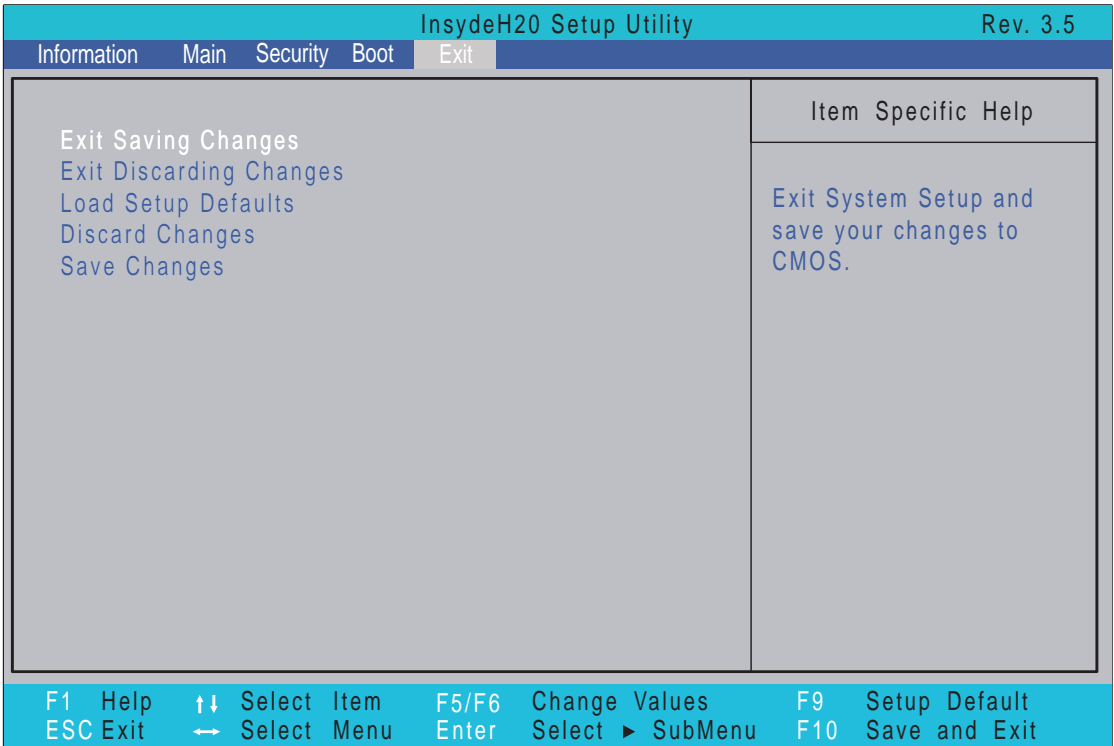 InsydeH20 Setup Utility Rev. 3.5
Information Main Security Boot Exit
Exit Saving Changes
Exit Discarding Changes
Load Setup Defaults
Discard Changes
Save Changes
Item Specific Help
Exit System Setup and
save your changes to
CMOS.
F1 Help ↑↓ Select Item F5/F6 Change Values F9 Setup Default
ESC Exit ↔ Select Menu Enter Select ► SubMenu F10 Save and Exit